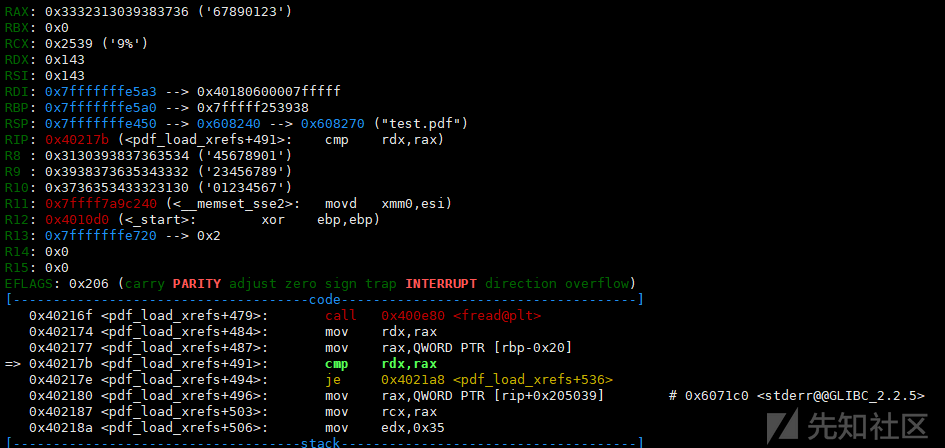 RAX: 0x3332313039383736 ('67890123')
RBX: 0x0
RCX: 0x2539 ('9%')
RDX: 0x143
RSI: 0x143
RDI: 0x7fffffffe5a3 --> 0x40180600007fffff
RBP: 0x7fffffffe5a0 --> 0x7fffff253938
RSP: 0x7fffffffe450 --> 0x608240 --> 0x608270 ("test.pdf")
RIP: 0x40217b (<pdf_load_xrefs+491>: cmp rdx,rax)
R8 : 0x3130393837363534 ('45678901')
R9 : 0x3938373635343332 ('23456789')
R10: 0x3736353433323130 ('01234567')
R11: 0x7ffff7a9c240 (<__memset_sse2>: movd xmm0,esi)
R12: 0x4010d0 (<_start>: xor ebp,ebp)
R13: 0x7fffffffe720 --> 0x2
R14: 0x0
R15: 0x0
EFLAGS: 0x206 (carry PARITY adjust zero sign trap INTERRUPT direction overflow)
[-------------------------------------code-------------------------------------]
0x40216f <pdf_load_xrefs+479>: call 0x400e80 <fread@plt>
0x402174 <pdf_load_xrefs+484>: mov rdx,rax
0x402177 <pdf_load_xrefs+487>: mov rax,QWORD PTR [rbp-0x20]
=> 0x40217b <pdf_load_xrefs+491>: cmp rdx,rax
0x40217e <pdf_load_xrefs+494>: je 0x4021a8 <pdf_load_xrefs+536>
0x402180 <pdf_load_xrefs+496>: mov rax,QWORD PTR [rip+0x205039] # 0x6071c0 <stderr@@GLIBC_2.2.5>
0x402187 <pdf_load_xrefs+503>: mov rcx,rax
0x40218a <pdf_load_xrefs+506>: mov edx,0x35
[------------------------------------stack-------------------------------------]
先知社区